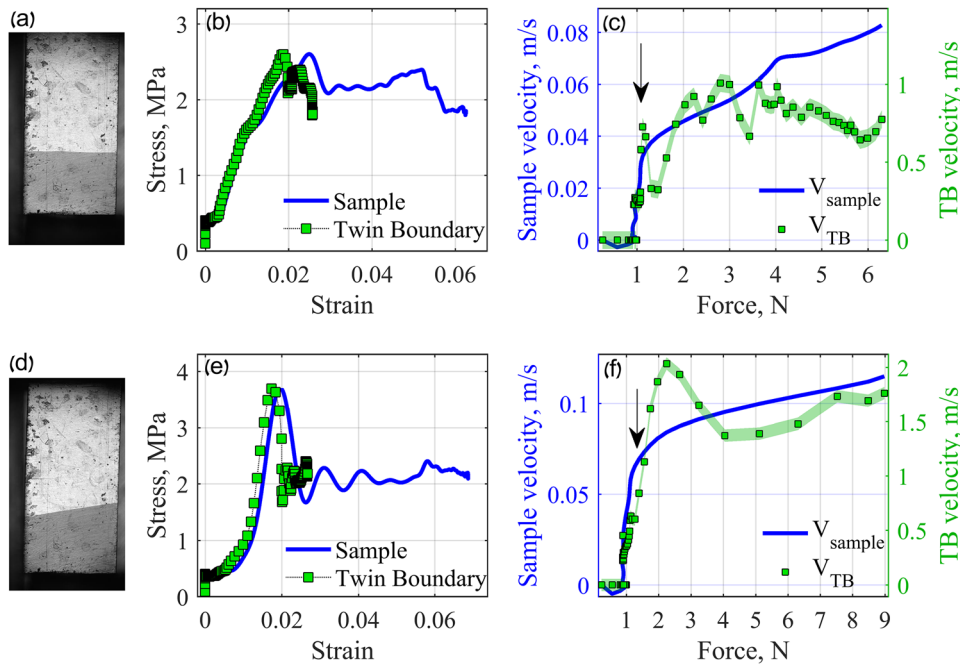 (a)
(b)
3
2
1
0
Stress, MPa
0
0.02
0.04
0.06
Strain
Sample
Twin Boundary
(c)
0.08
0.06
0.04
0.02
0
Sample velocity, m/s
1
0.5
0
TB velocity, m/s
1
2
3
4
5
6
Force, N
V_sample
V_TB
(d)
(e)
4
3
2
1
0
Stress, MPa
0
0.02
0.04
0.06
Strain
Sample
Twin Boundary
(f)
0.1
0.05
0
Sample velocity, m/s
2
1.5
1
0.5
0
TB velocity, m/s
1
2
3
4
5
6
7
8
9
Force, N
V_sample
V_TB